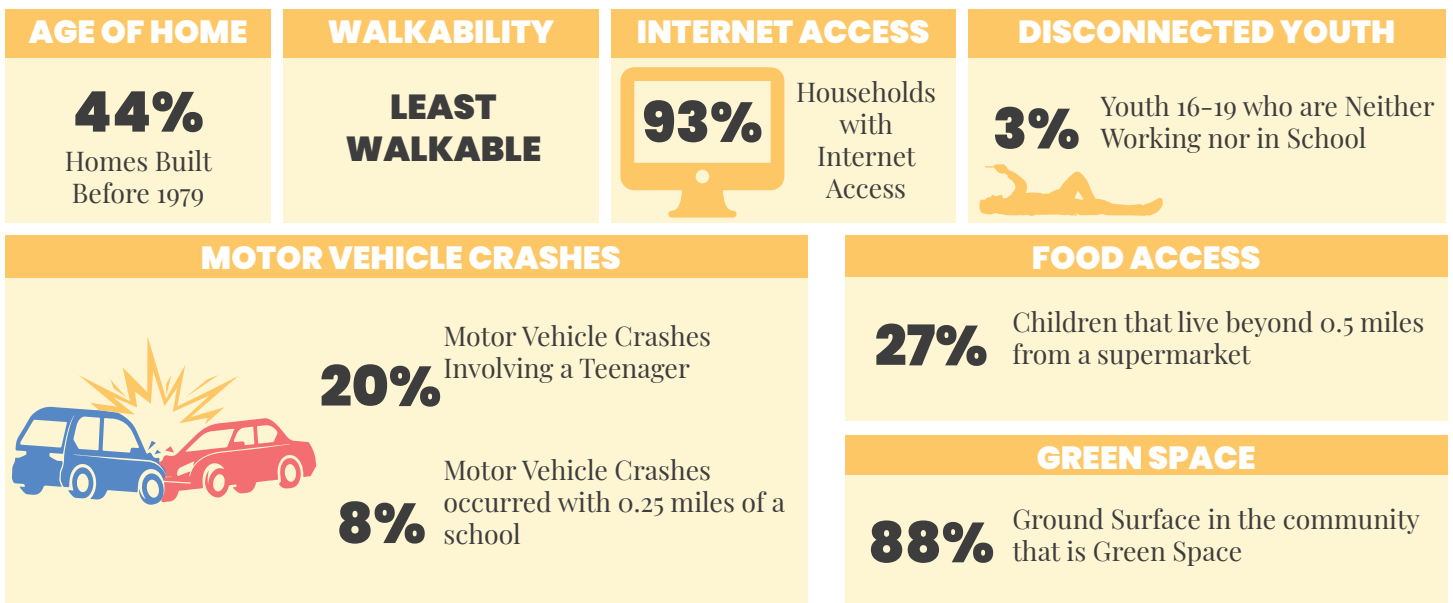 AGE OF HOME
44%
Homes Built
Before 1979
WALKABILITY
LEAST
WALKABLE
INTERNET ACCESS
93%
Households
with
Internet
Access
DISCONNECTED YOUTH
3%
Youth 16-19 who are Neither
Working nor in School
MOTOR VEHICLE CRASHES
20%
Motor Vehicle Crashes
Involving a Teenager
8%
Motor Vehicle Crashes
occurred with 0.25 miles of a
school
FOOD ACCESS
27%
Children that live beyond 0.5 miles
from a supermarket
GREEN SPACE
88%
Ground Surface in the community
that is Green Space